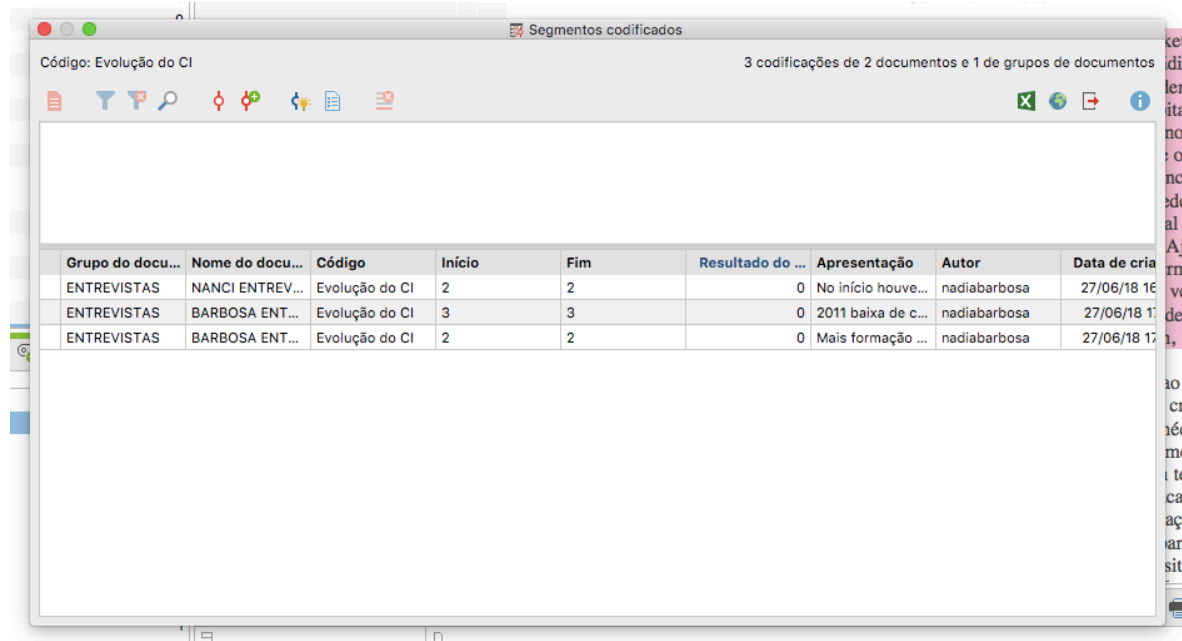 Segmentos codificados
Código: Evolução do CI 3 codificações de 2 documentos e 1 de grupos de documentos
Grupo do docu... Nome do docu... Código Início Fim Resultado do ... Apresentação Autor Data de cria
ENTREVISTAS NANCI ENTREV... Evolução do CI 2 2 0 No início houve... nadiabarbosa 27/06/18 16
ENTREVISTAS BARBOSA ENT... Evolução do CI 3 3 0 2011 baixa de c... nadiabarbosa 27/06/18 17
ENTREVISTAS BARBOSA ENT... Evolução do CI 2 2 0 Mais formação ... nadiabarbosa 27/06/18 17